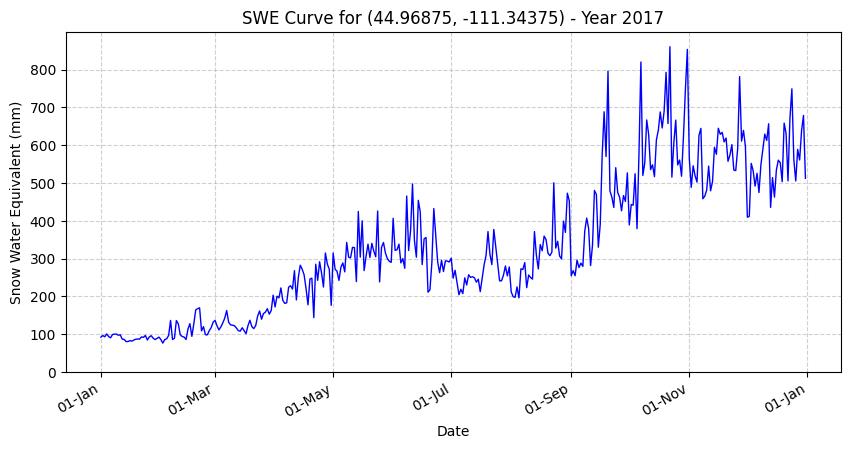 SWE Curve for (44.96875, -111.34375) - Year 2017
Snow Water Equivalent (mm)
800
700
600
500
400
300
200
100
0
01-Jan
01-Mar
01-May
01-Jul
01-Sep
01-Nov
01-Jan
Date